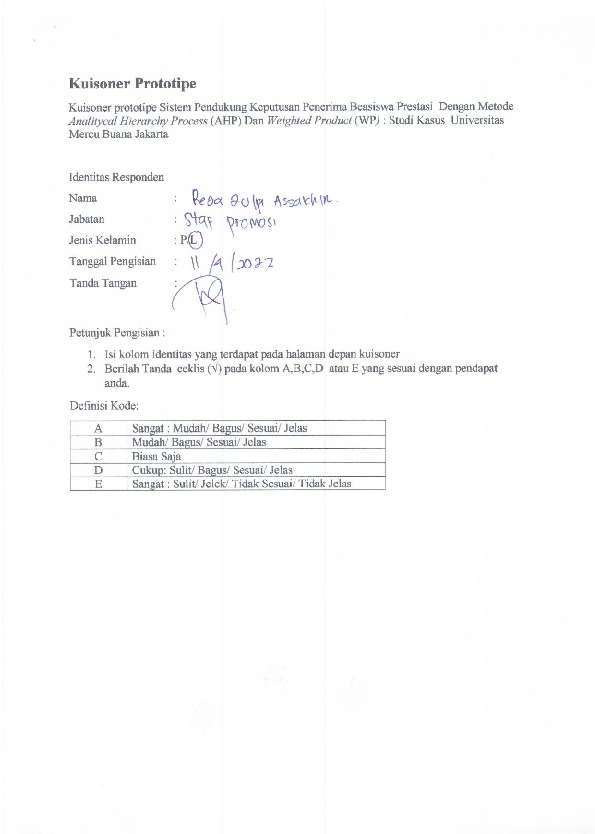 Kuisoner Prototipe
Kuisoner prototipe Sistem Pendukung Keputusan Penerima Beasiswa Prestasi Dengan Metode
Analitycal Hierarchy Process (AHP) Dan Weighted Product (WP) : Studi Kasus Universitas
Mercu Buana Jakarta
Identitas Responden
Nama :
Jabatan : Staf promosi
Jenis Kelamin : P/L
Tanggal Pengisian : 11/4/2022
Tanda Tangan :
Petunjuk Pengisian :
1. Isi kolom identitas yang terdapat pada halaman depan kuisoner
2. Berilah Tanda ceklis (√) pada kolom A,B,C,D atau E yang sesuai dengan pendapat
anda.
Definisi Kode:
A Sangat : Mudah/ Bagus/ Sesuai/ Jelas
B Mudah/ Bagus/ Sesuai/ Jelas
C Biasa Saja
D Cukup: Sulit/ Bagus/ Sesuai/ Jelas
E Sangat : Sulit/ Jelek/ Tidak Sesuai/ Tidak Jelas